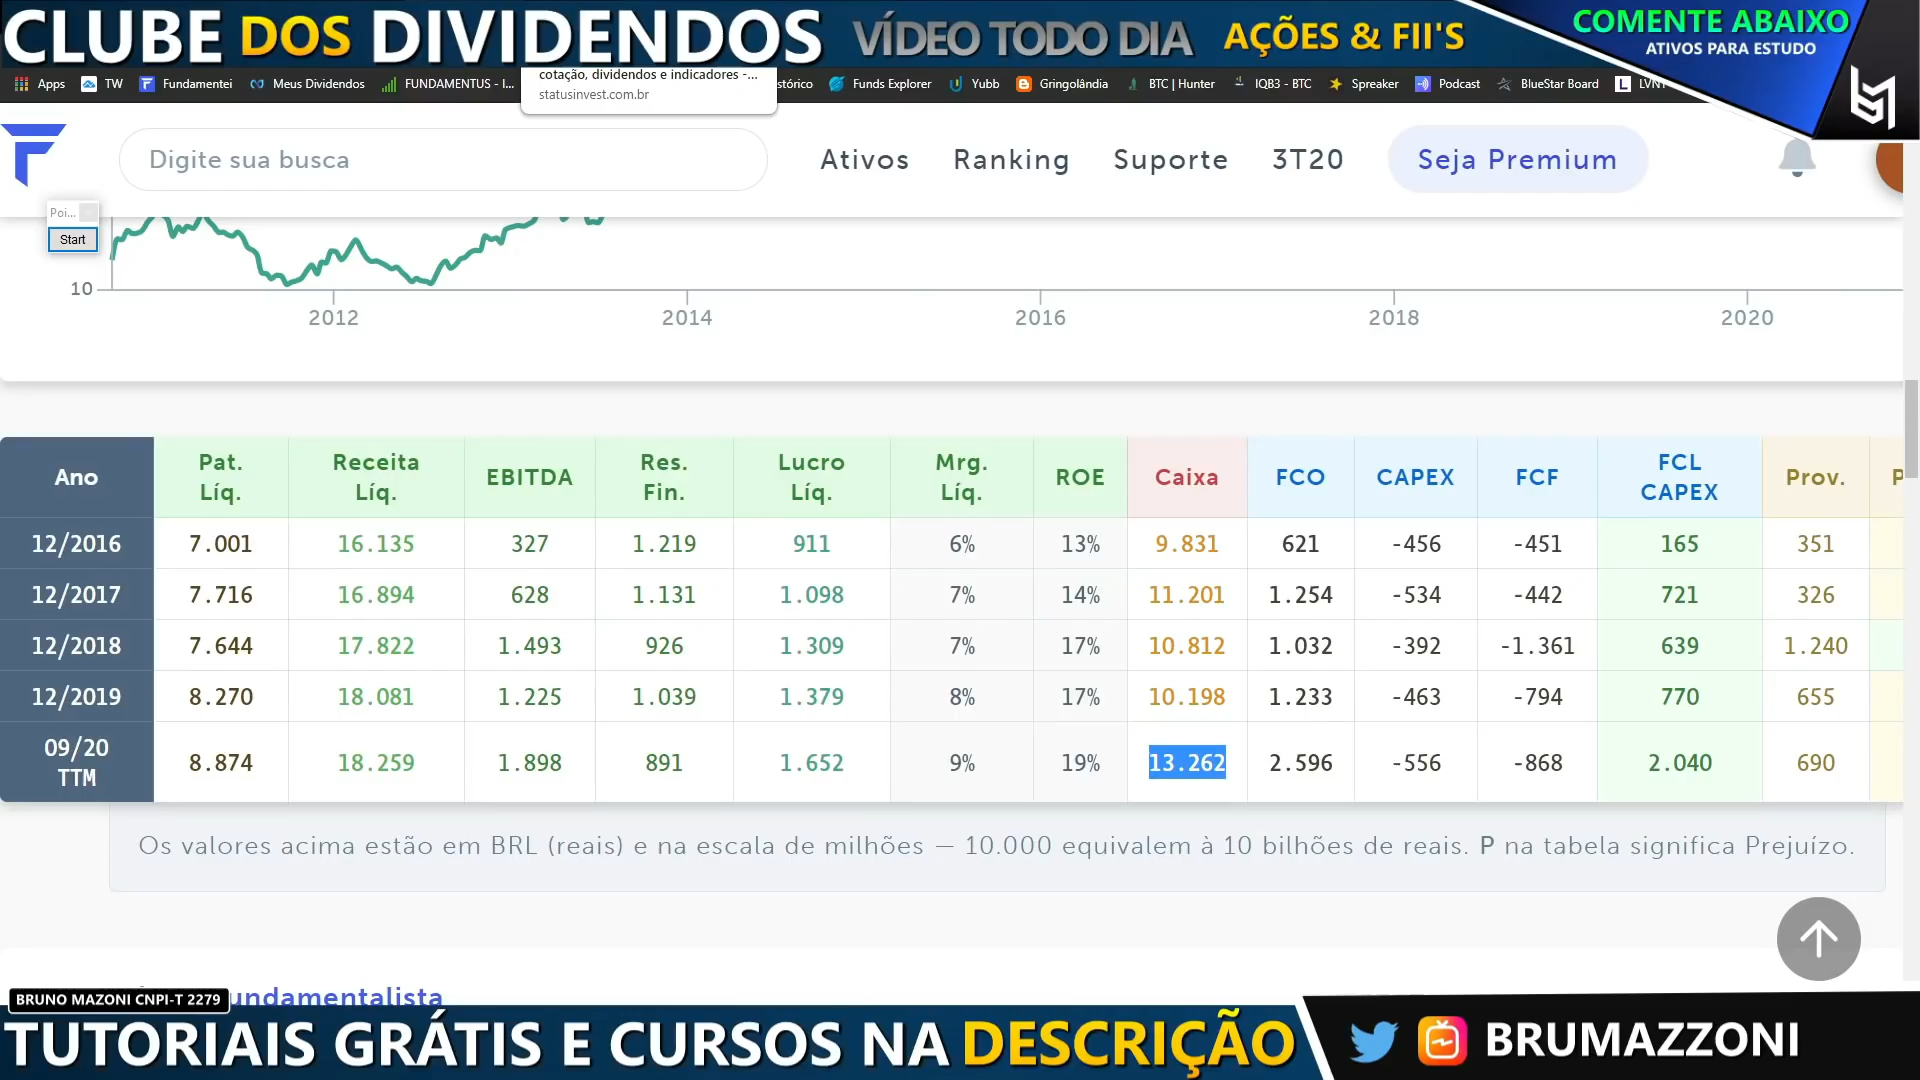 CLUBE DOS DIVIDENDOS VÍDEO TODO DIA AÇÕES & FII'S
COMENTE ABAIXO
ATIVOS PARA ESTUDO
cotação, dividendos e indicadores -...
statusinvest.com.br
Apps TW Fundamentei Meus Dividendos FUNDAMENTUS - I... stórico Funds Explorer Yubb Gringolândia BTC | Hunter IQB3 - BTC Spreaker Podcast BlueStar Board
Digite sua busca
Ativos Ranking Suporte 3T20 Seja Premium
Poi...
Start
10
2012 2014 2016 2018 2020
Ano Pat. Líq. Receita Líq. EBITDA Res. Fin. Lucro Líq. Mrg. Líq. ROE Caixa FCO CAPEX FCF FCL CAPEX Prov. P
12/2016 7.001 16.135 327 1.219 911 6% 13% 9.831 621 -456 -451 165 351
12/2017 7.716 16.894 628 1.131 1.098 7% 14% 11.201 1.254 -534 -442 721 326
12/2018 7.644 17.822 1.493 926 1.309 7% 17% 10.812 1.032 -392 -1.361 639 1.240
12/2019 8.270 18.081 1.225 1.039 1.379 8% 17% 10.198 1.233 -463 -794 770 655
09/20 TTM 8.874 18.259 1.898 891 1.652 9% 19% 13.262 2.596 -556 -868 2.040 690
Os valores acima estão em BRL (reais) e na escala de milhões — 10.000 equivalem à 10 bilhões de reais. P na tabela significa Prejuízo.
BRUNO MAZONI CNPI-T 2279
undamentalista
TUTORIAIS GRÁTIS E CURSOS NA DESCRIÇÃO
BRUMAZZONI